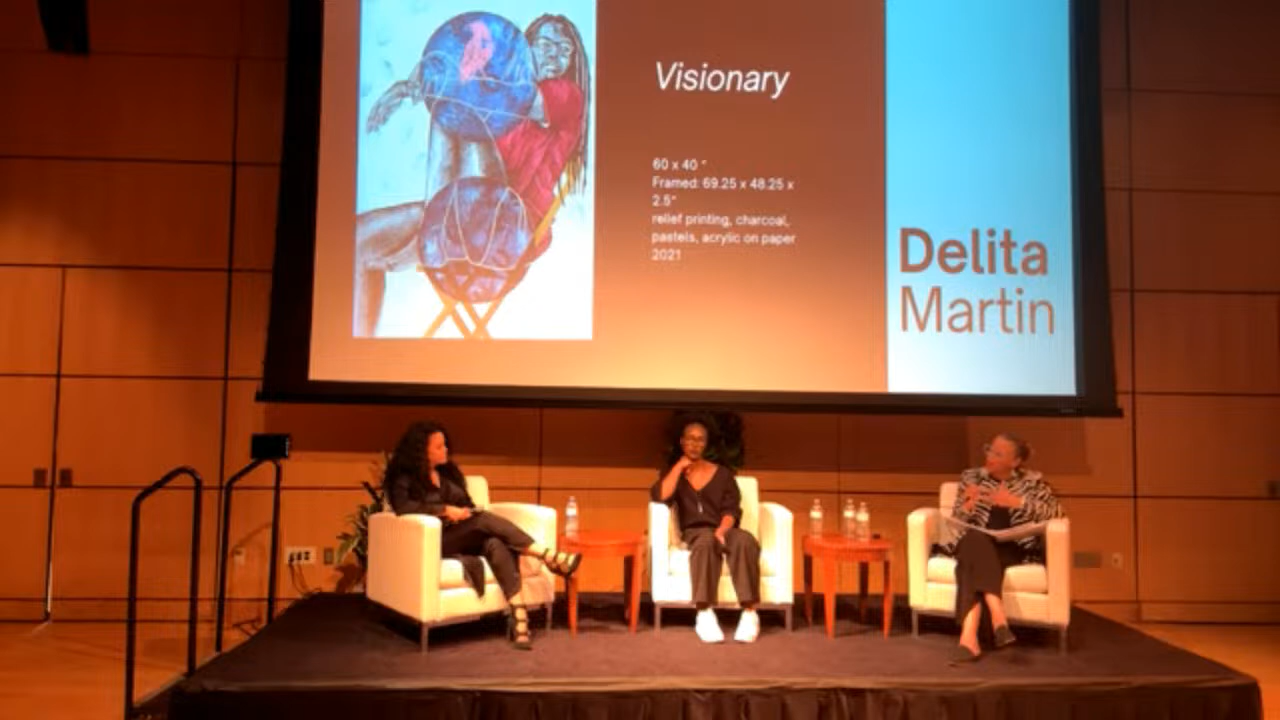 Visionary
60 x 40 "
Framed: 69.25 x 48.25 x
2.5"
relief printing, charcoal,
pastels, acrylic on paper
2021
Delita
Martin